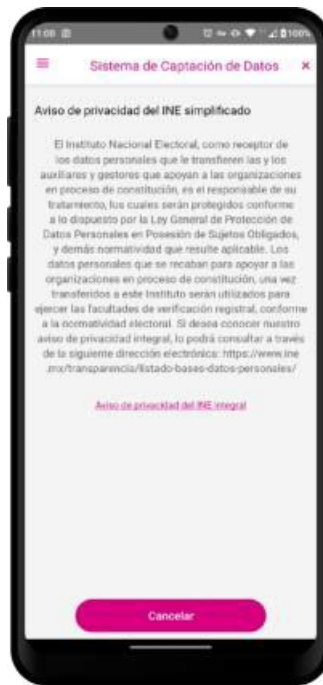 11:08
100%
Sistema de Captación de Datos
Aviso de privacidad del INE simplificado
El Instituto Nacional Electoral, como receptor de
los datos personales que le transfieren las y los
auxiliares y gestores que apoyan a las organizaciones
en proceso de constitución, es el responsable de su
tratamiento, los cuales serán protegidos conforme
a lo dispuesto por la Ley General de Protección de
Datos Personales en Posesión de Sujetos Obligados,
y demás normatividad que resulte aplicable. Los
datos personales que se recaban para apoyar a las
organizaciones en proceso de constitución, una vez
transferidos a este Instituto serán utilizados para
ejercer las facultades de verificación registral, conforme
a la normatividad electoral. Si desea conocer nuestro
aviso de privacidad integral, lo podrá consultar a través
de la siguiente dirección electrónica: https://www.ine
.mx/transparencia/listado-bases-datos-personales/
Aviso de privacidad del INE integral
Cancelar